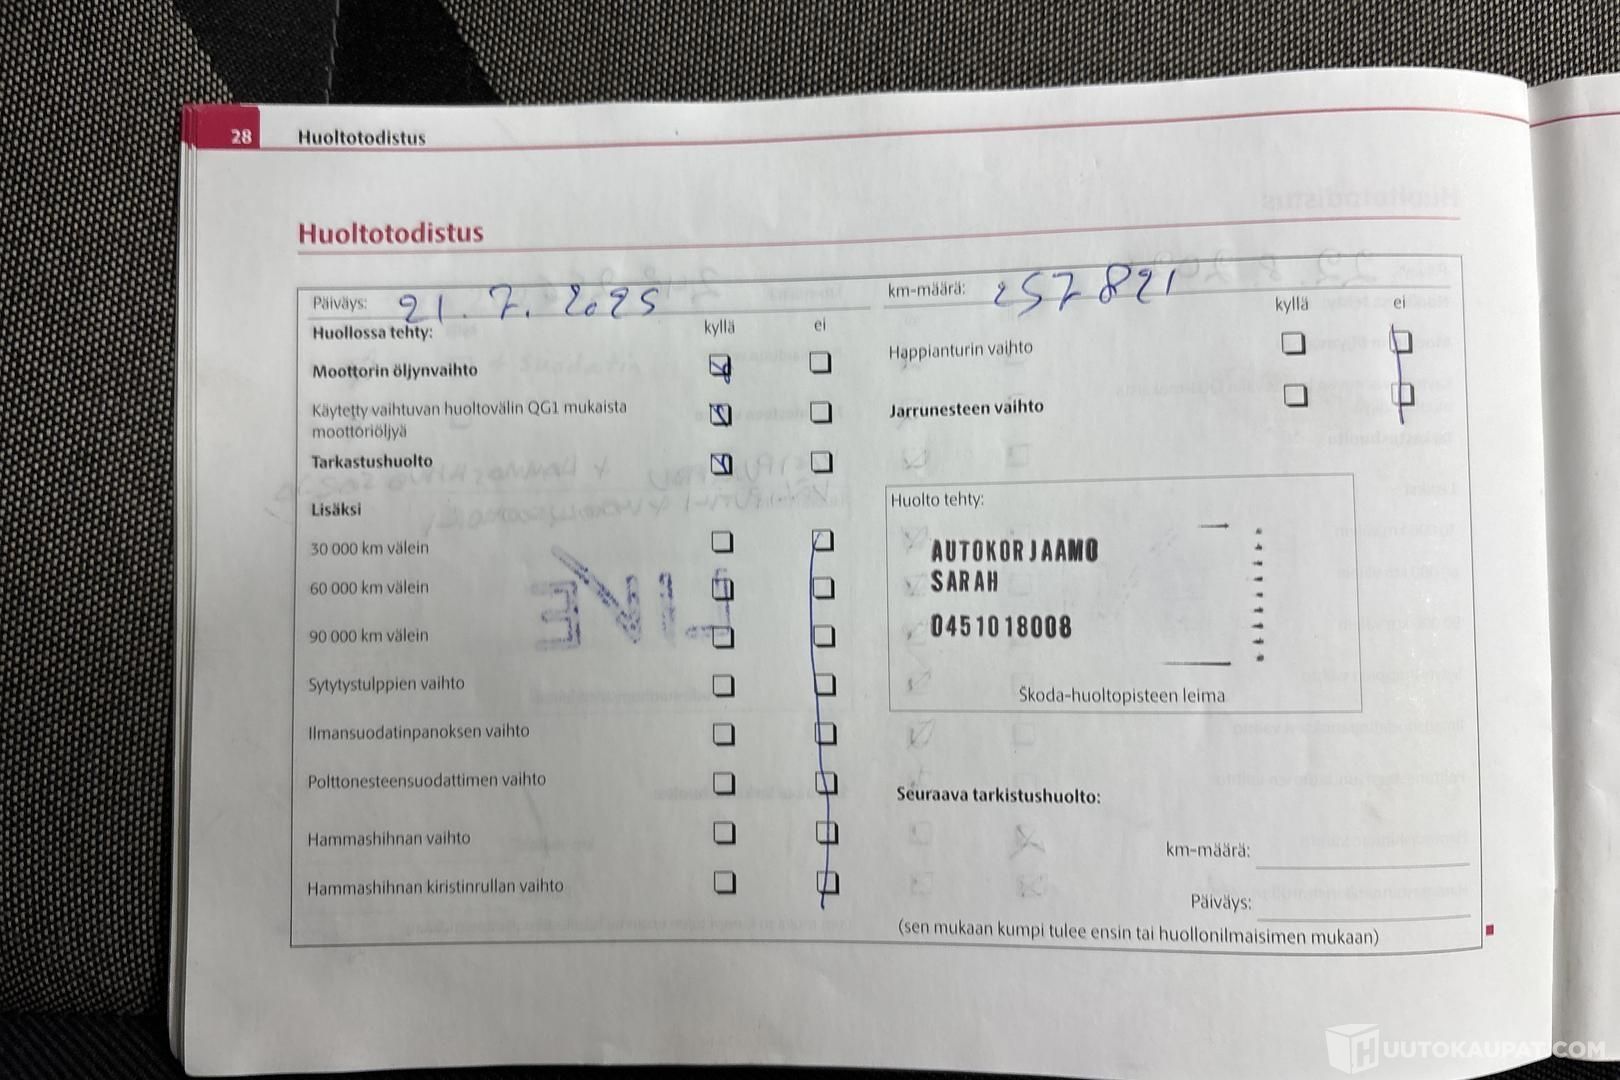 28 Huoltotodistus
Huoltotodistus
Päiväys: 21.7.2025
Huollossa tehty: kyllä ei
Moottorin öljynvaihto
Käytetty vaihtuvan huoltovälin QG1 mukaista
moottoriöljyä
Tarkastushuolto
Lisäksi
30 000 km välein
60 000 km välein
90 000 km välein
Sytytystulppien vaihto
Ilmansuodatinpanoksen vaihto
Polttonesteensuodattimen vaihto
Hammashihnan vaihto
Hammashihnan kiristinrullan vaihto
km-määrä: 257821
kyllä ei
Happianturin vaihto
Jarrunesteen vaihto
Huolto tehty:
AUTOKORJAAMO
SARAH
0451018008
Škoda-huoltopisteen leima
Seuraava tarkistushuolto:
km-määrä:
Päiväys:
(sen mukaan kumpi tulee ensin tai huollonilmaisimen mukaan)
HUUTOKAUPAT.COM